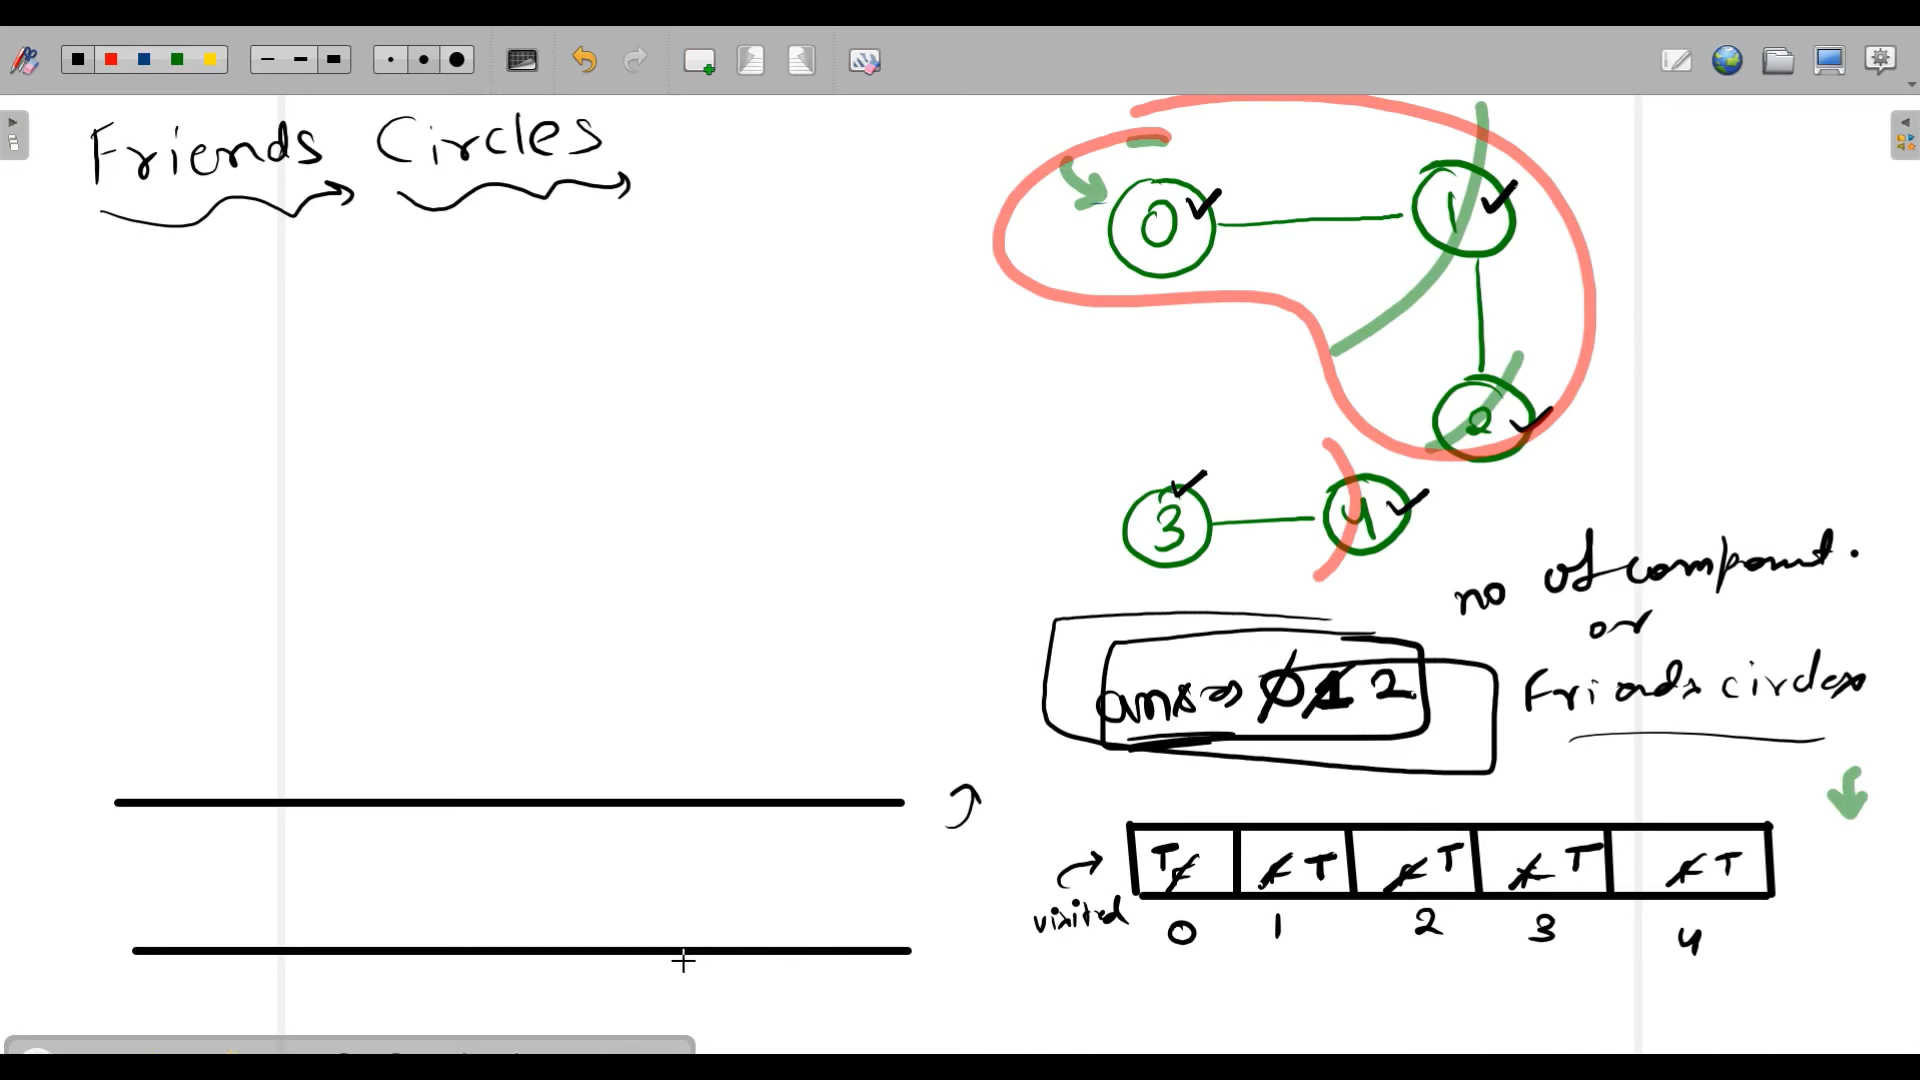 Friends Circles
0
1
2
3
4
no of component.
or
Friends circles
ans ⇒ 0 1 2
T F
F T
F T
F T
F T
visited
0 1 2 3 4